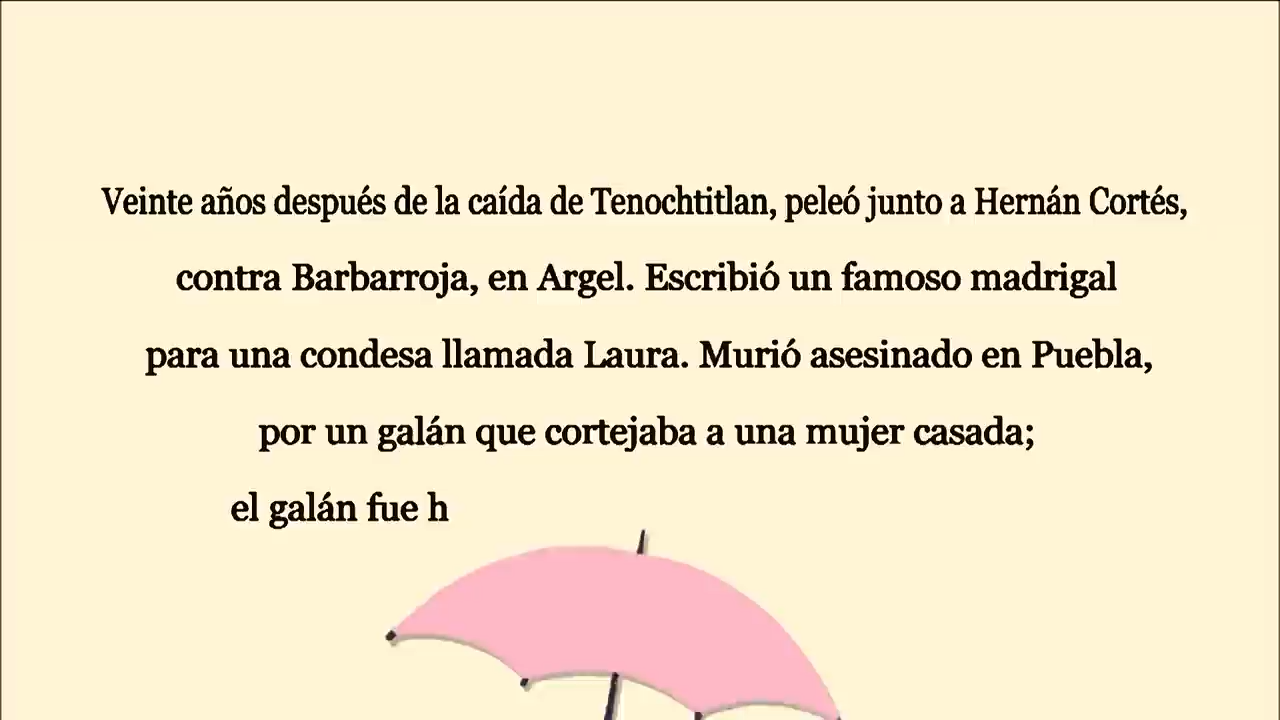 Veinte años después de la caída de Tenochtitlan, peleó junto a Hernán Cortés,
contra Barbarroja, en Argel. Escribió un famoso madrigal
para una condesa llamada Laura. Murió asesinado en Puebla,
por un galán que cortejaba a una mujer casada;
el galán fue h